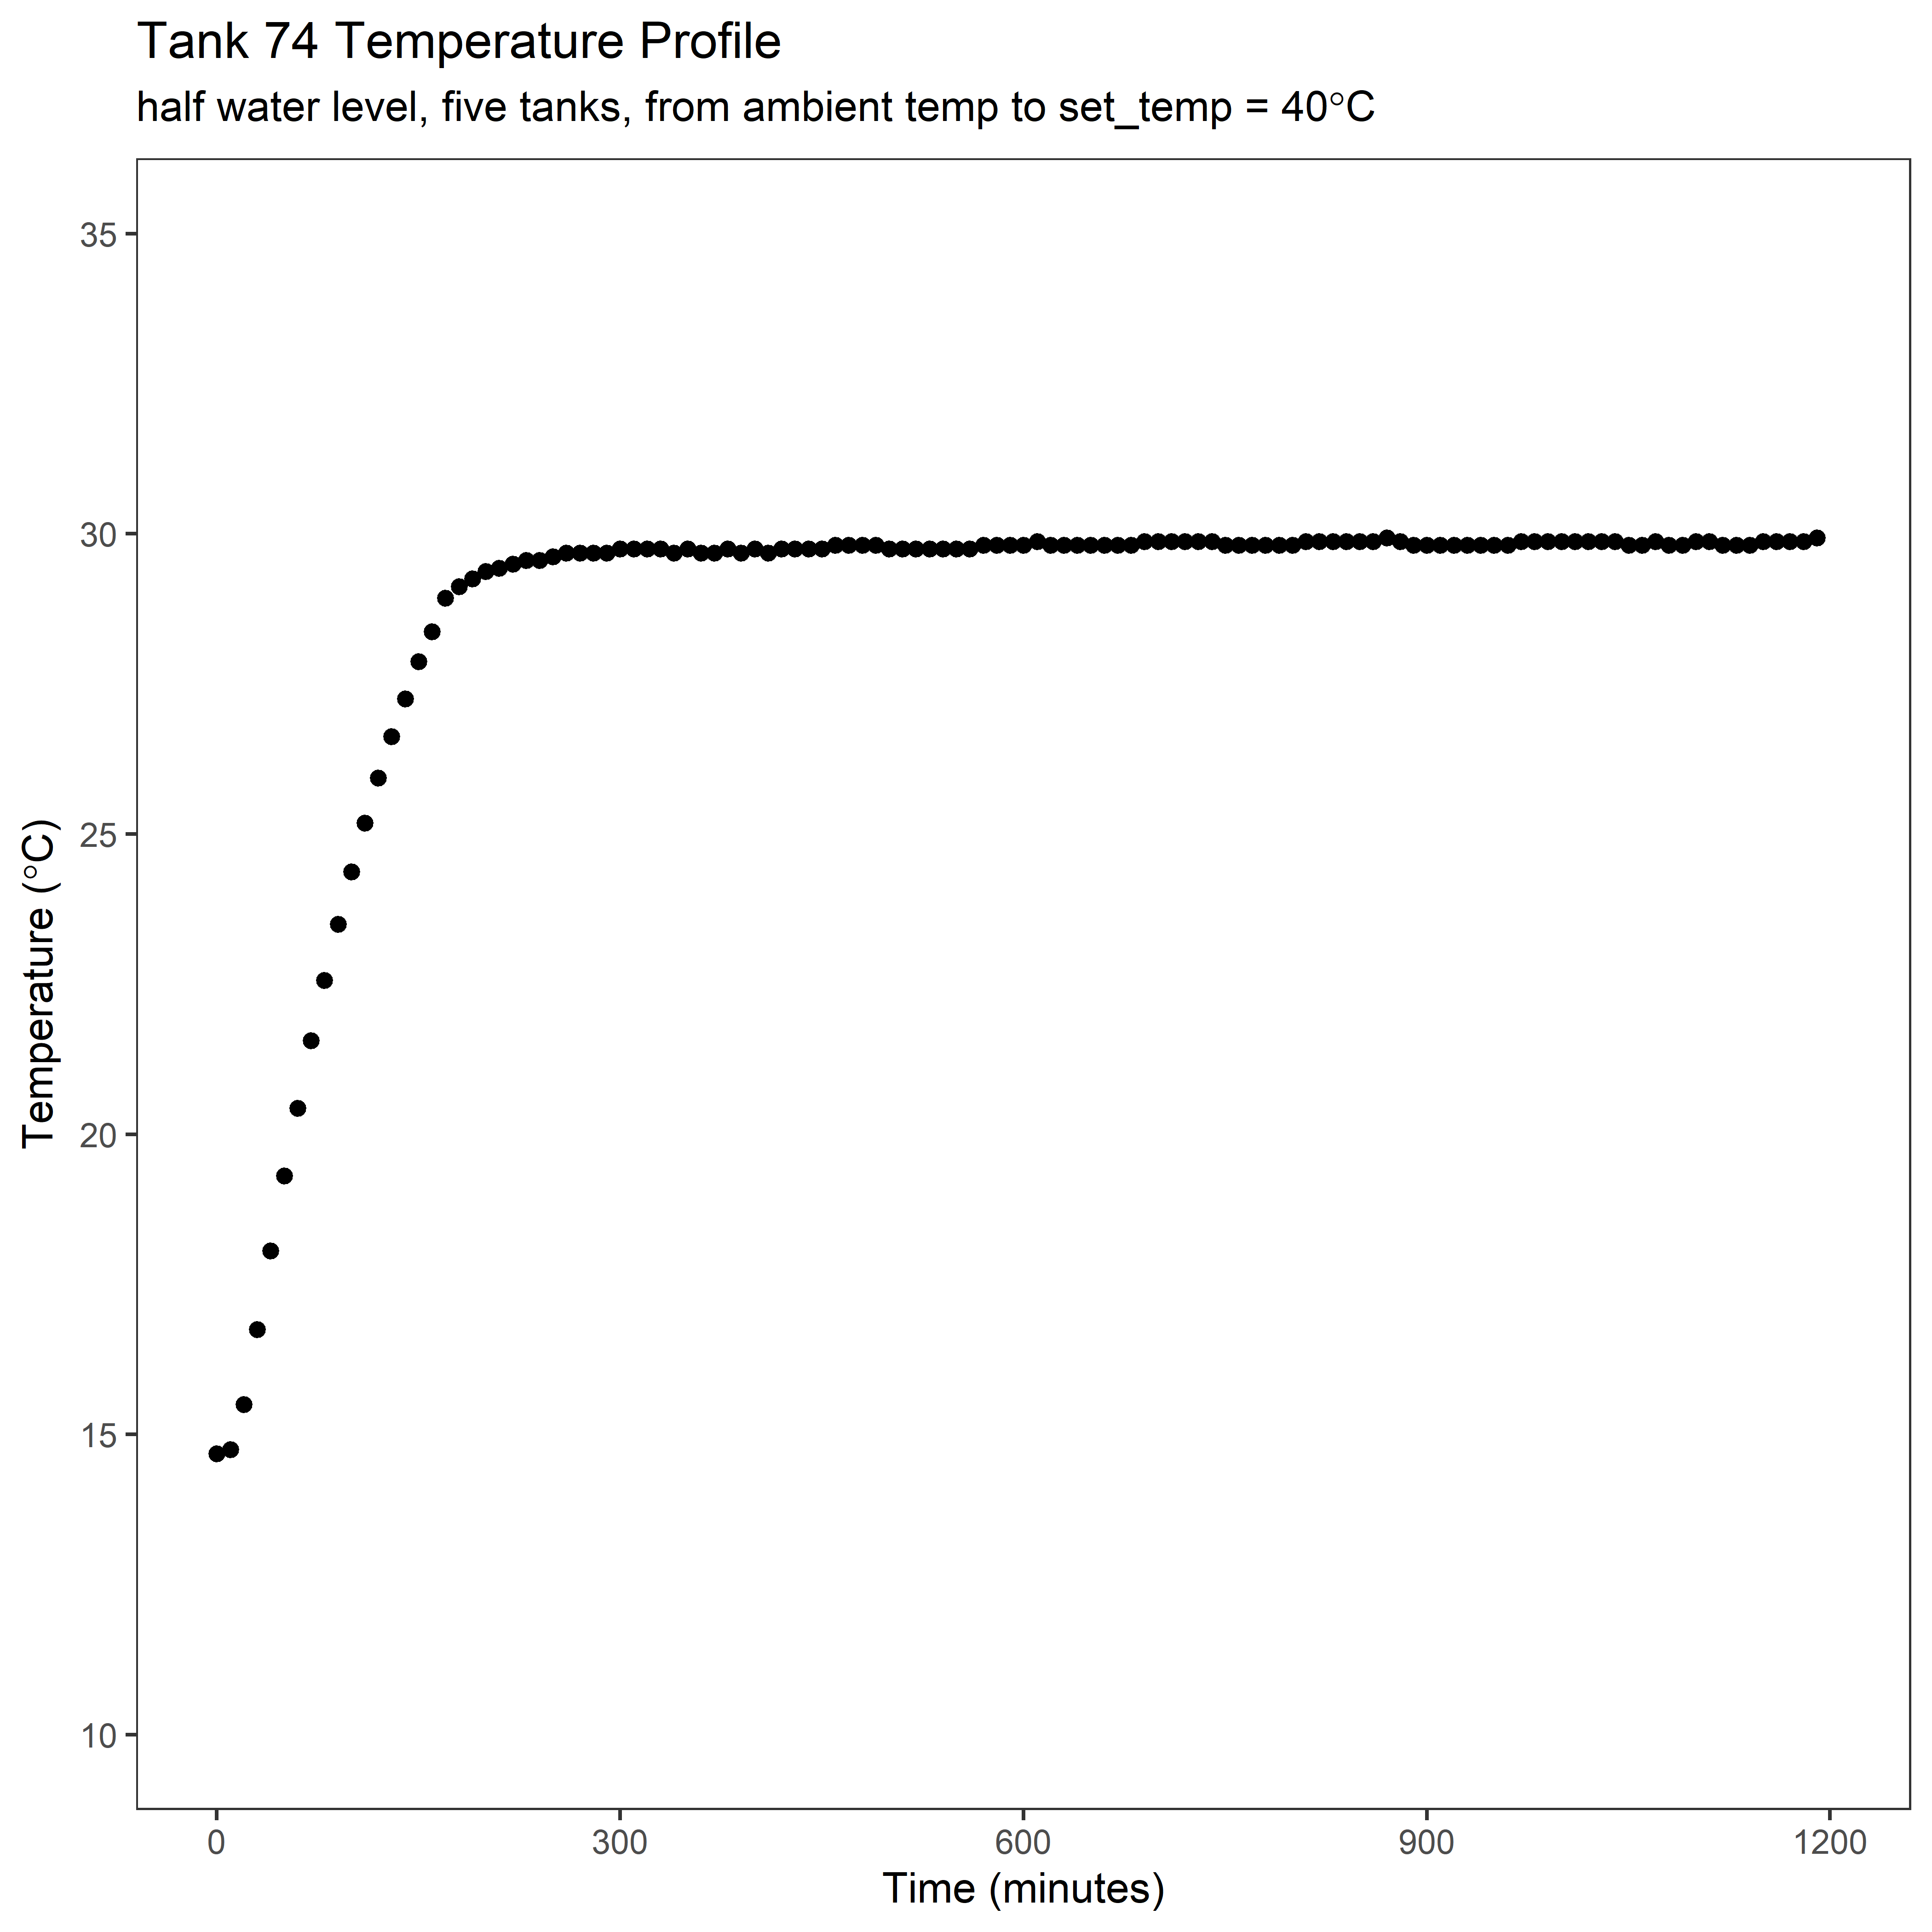 Tank 74 Temperature Profile
half water level, five tanks, from ambient temp to set_temp = 40°C
35
30
25
20
15
10
Temperature (°C)
0 300 600 900 1200
Time (minutes)